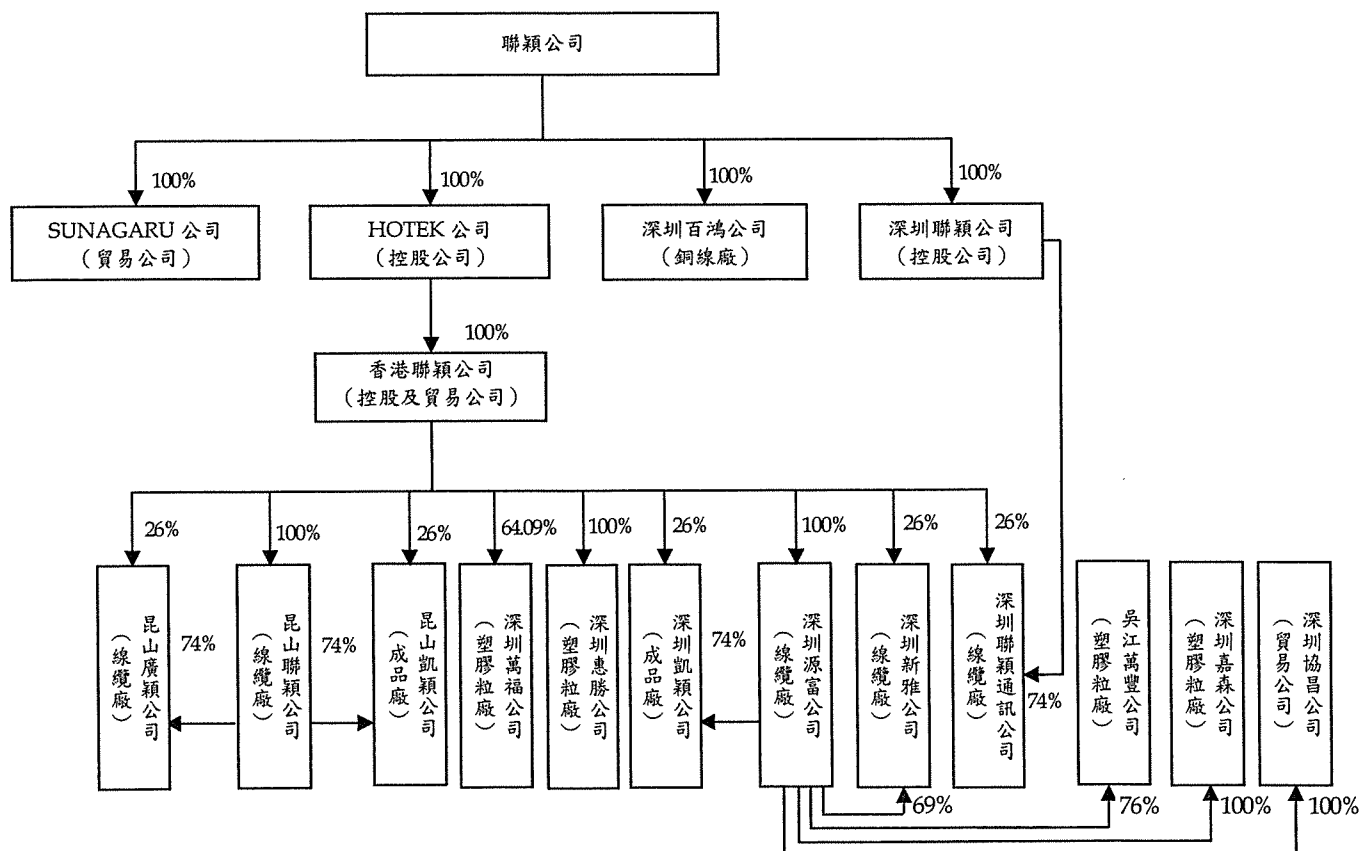 聯穎公司
100%
100%
100%
100%
SUNAGARU 公司
（貿易公司）
HOTEK 公司
（控股公司）
深圳百鴻公司
（銅線廠）
深圳聯穎公司
（控股公司）
100%
香港聯穎公司
（控股及貿易公司）
26%
100%
26%
64.09%
100%
26%
100%
26%
26%
昆山廣穎公司
（線纜廠）
74%
昆山聯穎公司
（線纜廠）
74%
昆山凱穎公司
（成品廠）
深圳萬福公司
（塑膠粒廠）
深圳惠勝公司
（塑膠粒廠）
深圳凱穎公司
（成品廠）
74%
深圳源富公司
（線纜廠）
深圳新雅公司
（線纜廠）
深圳聯穎通訊公司
（線纜廠）
74%
吳江萬豐公司
（塑膠粒廠）
深圳嘉森公司
（塑膠粒廠）
深圳協昌公司
（貿易公司）
69%
76%
100%
100%